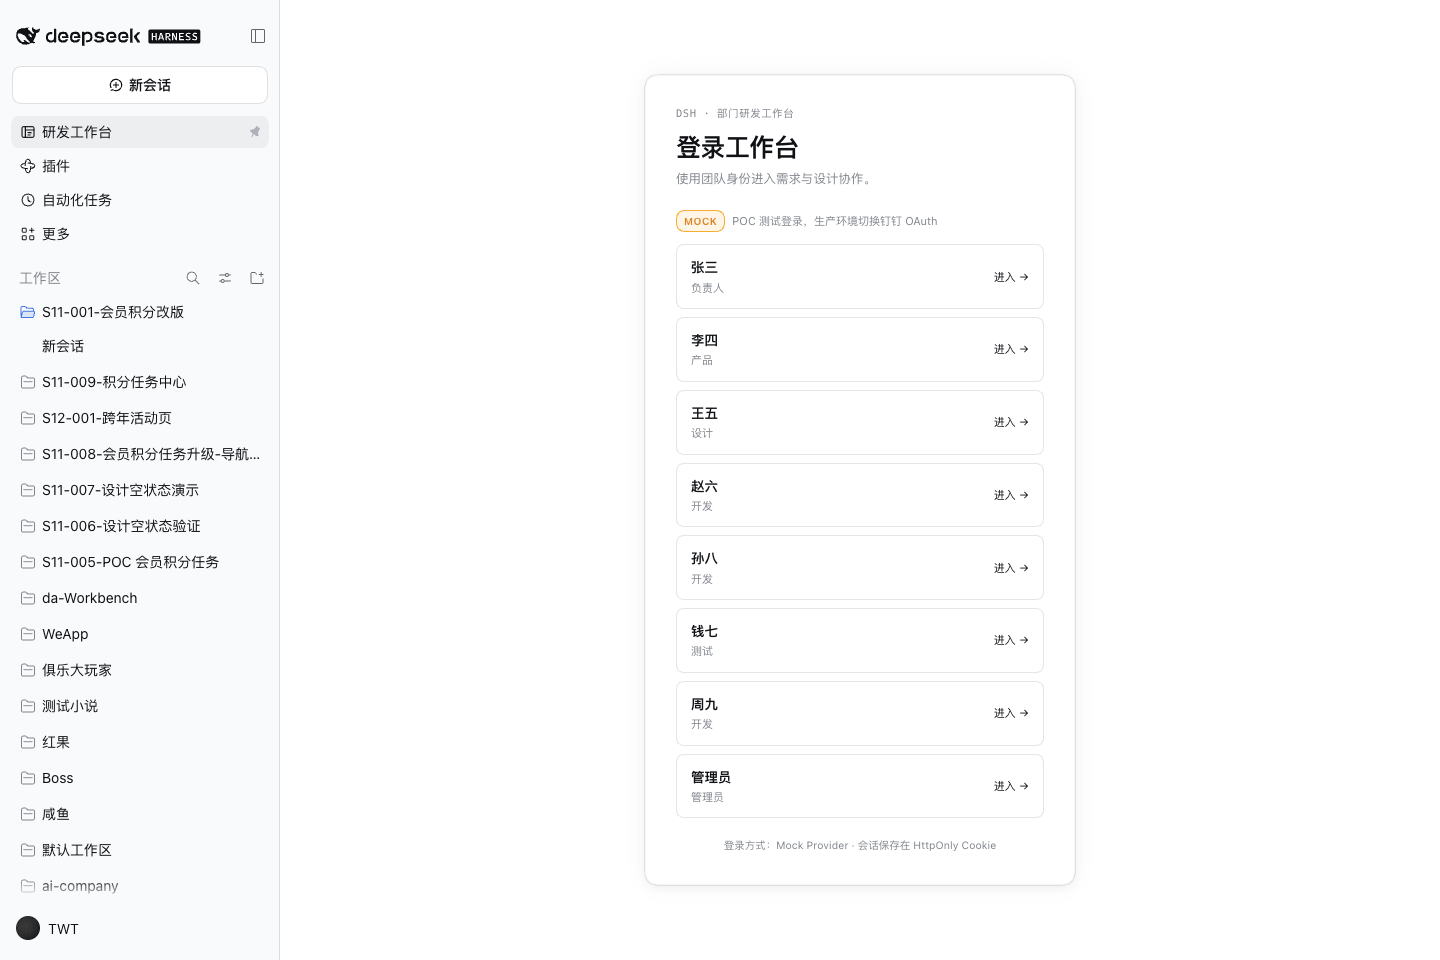 deepseek HARNESS
新会话
研发工作台
插件
自动化任务
更多
工作区
S11-001-会员积分改版
新会话
S11-009-积分任务中心
S12-001-跨年活动页
S11-008-会员积分任务升级-导航...
S11-007-设计空状态演示
S11-006-设计空状态验证
S11-005-POC 会员积分任务
da-Workbench
WeApp
俱乐大玩家
测试小说
红果
Boss
咸鱼
默认工作区
ai-company
TWT
DSH · 部门研发工作台
登录工作台
使用团队身份进入需求与设计协作。
MOCK POC 测试登录，生产环境切换钉钉 OAuth
张三
负责人
进入 →
李四
产品
进入 →
王五
设计
进入 →
赵六
开发
进入 →
孙八
开发
进入 →
钱七
测试
进入 →
周九
开发
进入 →
管理员
管理员
进入 →
登录方式：Mock Provider · 会话保存在 HttpOnly Cookie